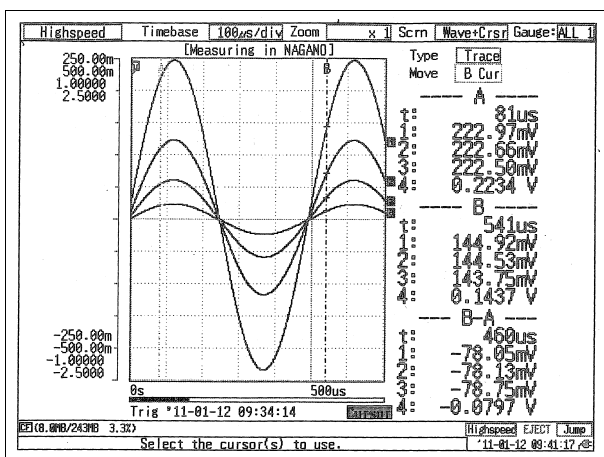 Highspeed Timebase 100µs/div Zoom x 1 Scrn Wave+Crsr Gauge:ALL 1
[Measuring in NAGANO]
250.00m
500.00m
1.00000
2.5000
-250.00m
-500.00m
-1.00000
-2.5000
0s 500us
Trig '11-01-12 09:34:14
Type Trace
Move B Cur
A
t: 81us
1: 222.97mV
2: 222.66mV
3: 222.50mV
4: 0.2234 V
B
t: 541us
1: 144.92mV
2: 144.53mV
3: 143.75mV
4: 0.1437 V
B-A
t: 460us
1: -78.05mV
2: -78.13mV
3: -78.75mV
4: -0.0797 V
CF(8.0MB/243MB 3.3%) Highspeed EJECT Jump
Select the cursor(s) to use. '11-01-12 09:41:17